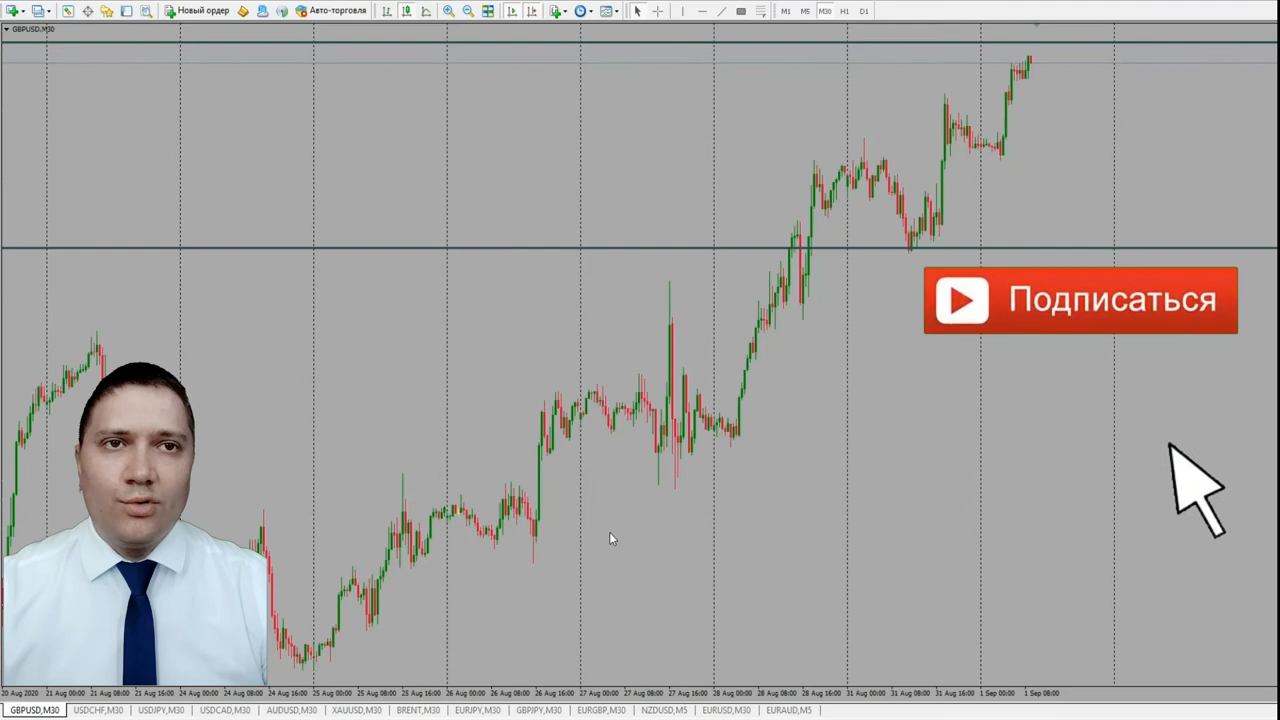 Новый ордер
Авто-торговля
M1 M5 M30 H1 D1
GBPUSD,M30
Подписаться
20 Aug 2020 21 Aug 00:00 21 Aug 08:00 21 Aug 16:00 24 Aug 00:00 24 Aug 08:00 24 Aug 16:00 25 Aug 00:00 25 Aug 08:00 25 Aug 16:00 26 Aug 00:00 26 Aug 08:00 26 Aug 16:00 27 Aug 00:00 27 Aug 08:00 27 Aug 16:00 28 Aug 00:00 28 Aug 08:00 28 Aug 16:00 31 Aug 00:00 31 Aug 08:00 31 Aug 16:00 1 Sep 00:00 1 Sep 08:00
GBPUSD,M30 USDCHF,M30 USDJPY,M30 USDCAD,M30 AUDUSD,M30 XAUUSD,M30 BRENT,M30 EURJPY,M30 GBPJPY,M30 EURGBP,M30 NZDUSD,M5 EURUSD,M30 EURAUD,M5